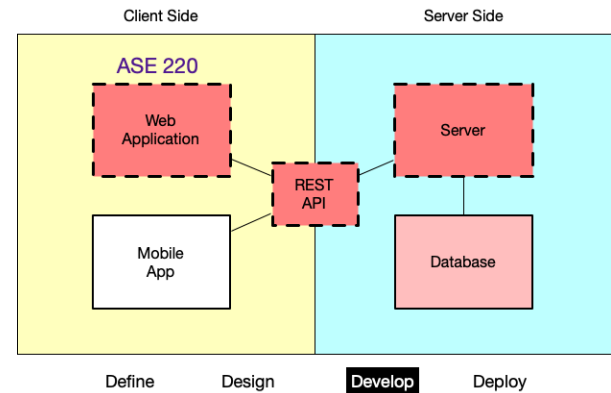 Client Side
Server Side
ASE 220
Web
Application
Server
REST
API
Mobile
App
Database
Define
Design
Develop
Deploy